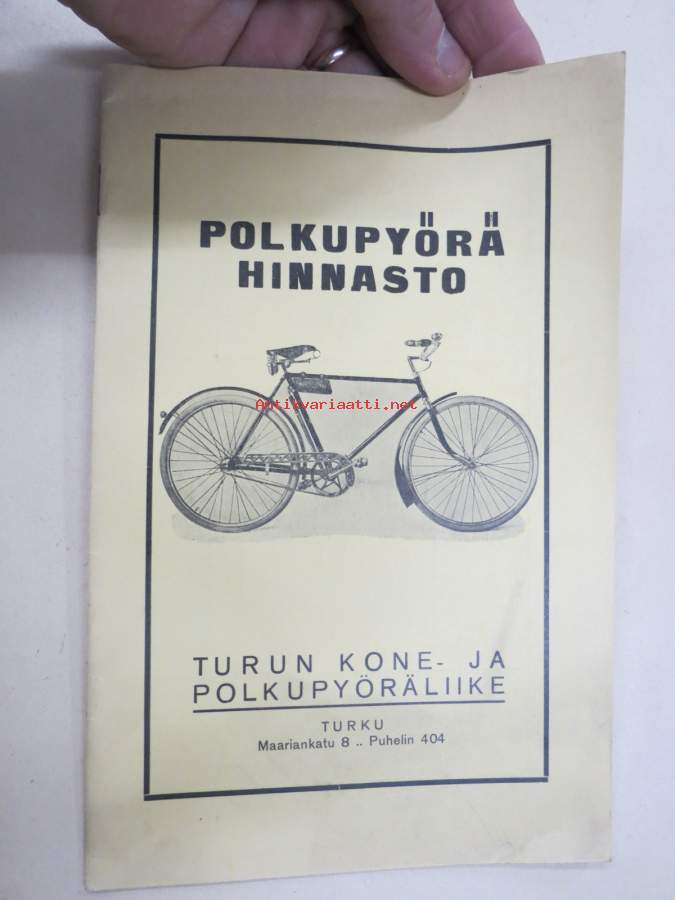 POLKUPYÖRÄ
HINNASTO
Antikvariaatti.net
TURUN KONE- JA
POLKUPYÖRÄLIIKE
TURKU
Maariankatu 8 .. Puhelin 404